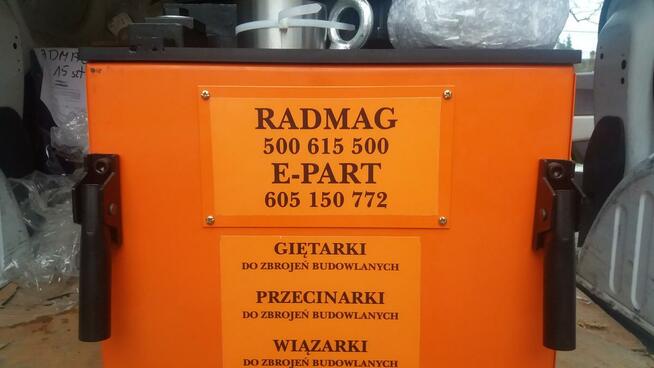 RADMAG
500 615 500
E-PART
605 150 772
GIĘTARKI
DO ZBROJEŃ BUDOWLANYCH
PRZECINARKI
DO ZBROJEŃ BUDOWLANYCH
WIĄZARKI
DO ZBROJEŃ BUDOWLANYCH